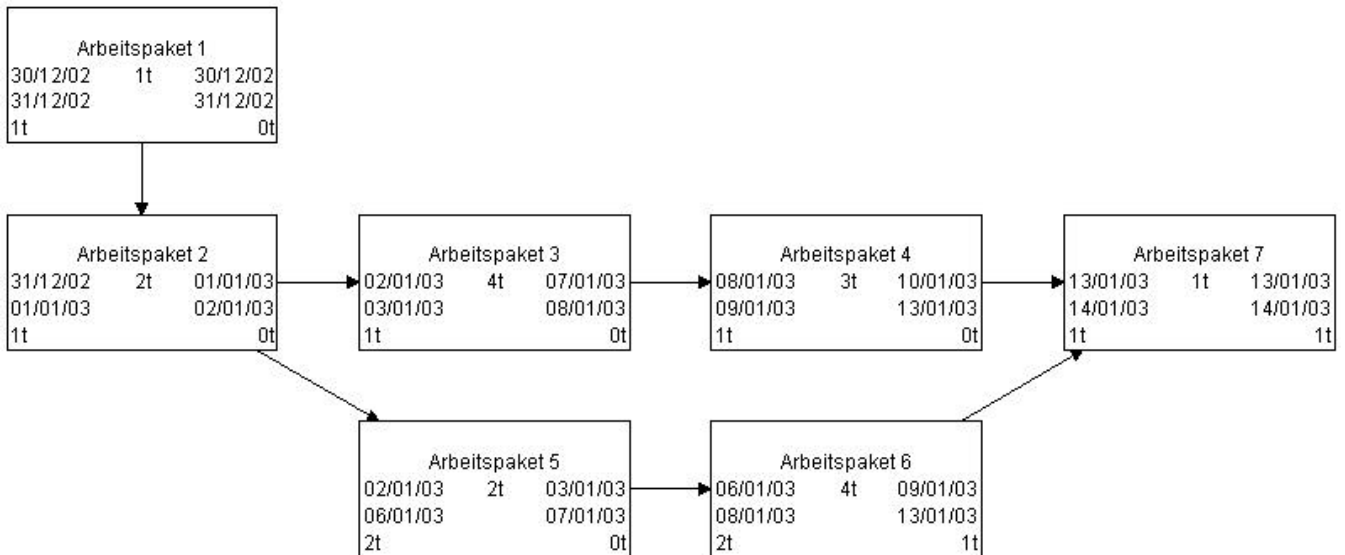 Arbeitspaket 1
30/12/02 1t 30/12/02
31/12/02 31/12/02
1t 0t
Arbeitspaket 2
31/12/02 2t 01/01/03
01/01/03 02/01/03
1t 0t
Arbeitspaket 3
02/01/03 4t 07/01/03
03/01/03 08/01/03
1t 0t
Arbeitspaket 4
08/01/03 3t 10/01/03
09/01/03 13/01/03
1t 0t
Arbeitspaket 7
13/01/03 1t 13/01/03
14/01/03 14/01/03
1t 1t
Arbeitspaket 5
02/01/03 2t 03/01/03
06/01/03 07/01/03
2t 0t
Arbeitspaket 6
06/01/03 4t 09/01/03
08/01/03 13/01/03
2t 1t